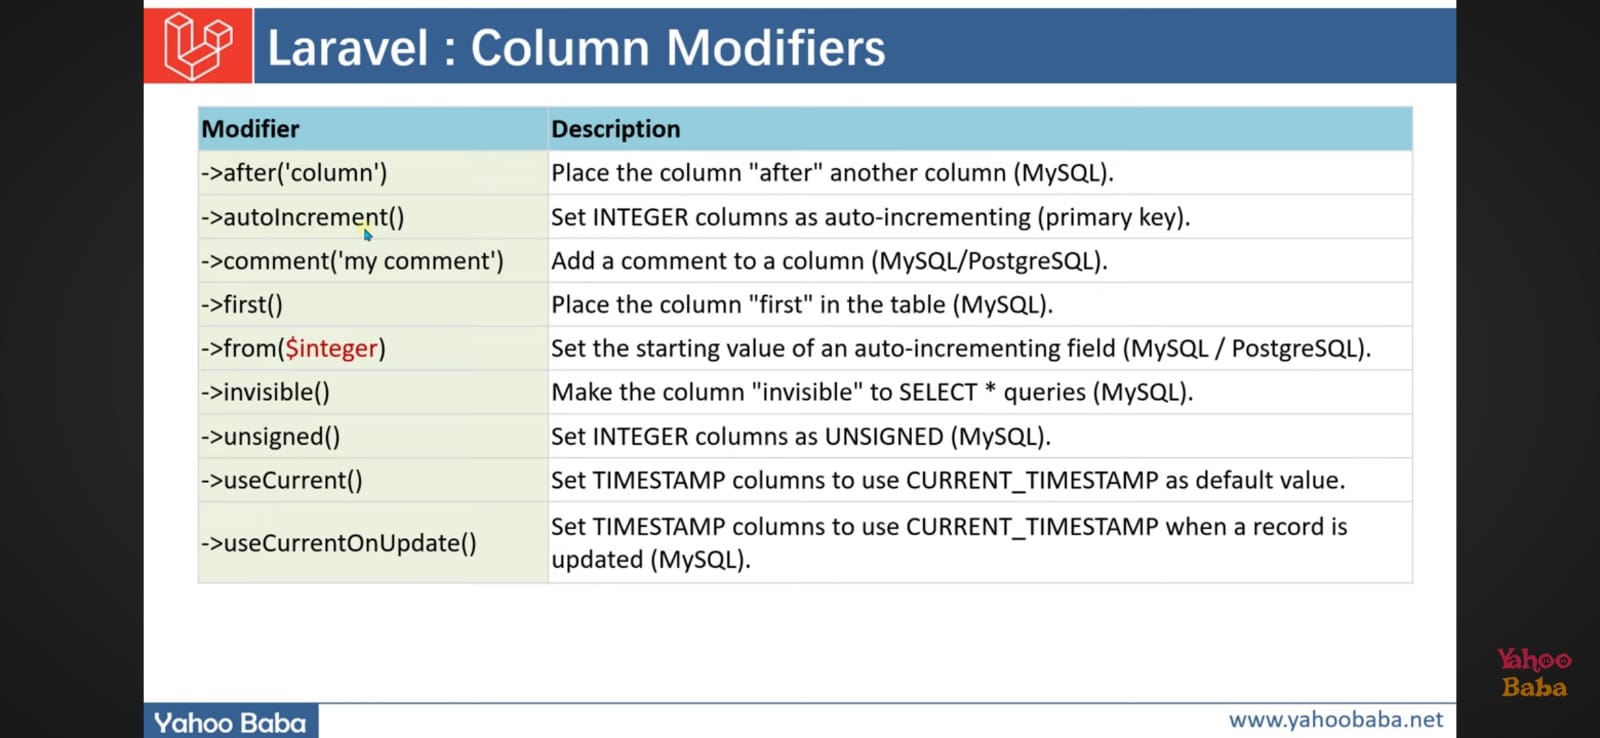 Laravel : Column Modifiers
Modifier Description
->after('column') Place the column "after" another column (MySQL).
->autoIncrement() Set INTEGER columns as auto-incrementing (primary key).
->comment('my comment') Add a comment to a column (MySQL/PostgreSQL).
->first() Place the column "first" in the table (MySQL).
->from($integer) Set the starting value of an auto-incrementing field (MySQL / PostgreSQL).
->invisible() Make the column "invisible" to SELECT * queries (MySQL).
->unsigned() Set INTEGER columns as UNSIGNED (MySQL).
->useCurrent() Set TIMESTAMP columns to use CURRENT_TIMESTAMP as default value.
->useCurrentOnUpdate() Set TIMESTAMP columns to use CURRENT_TIMESTAMP when a record is
updated (MySQL).
Yahoo
Baba
Yahoo Baba www.yahoobaba.net